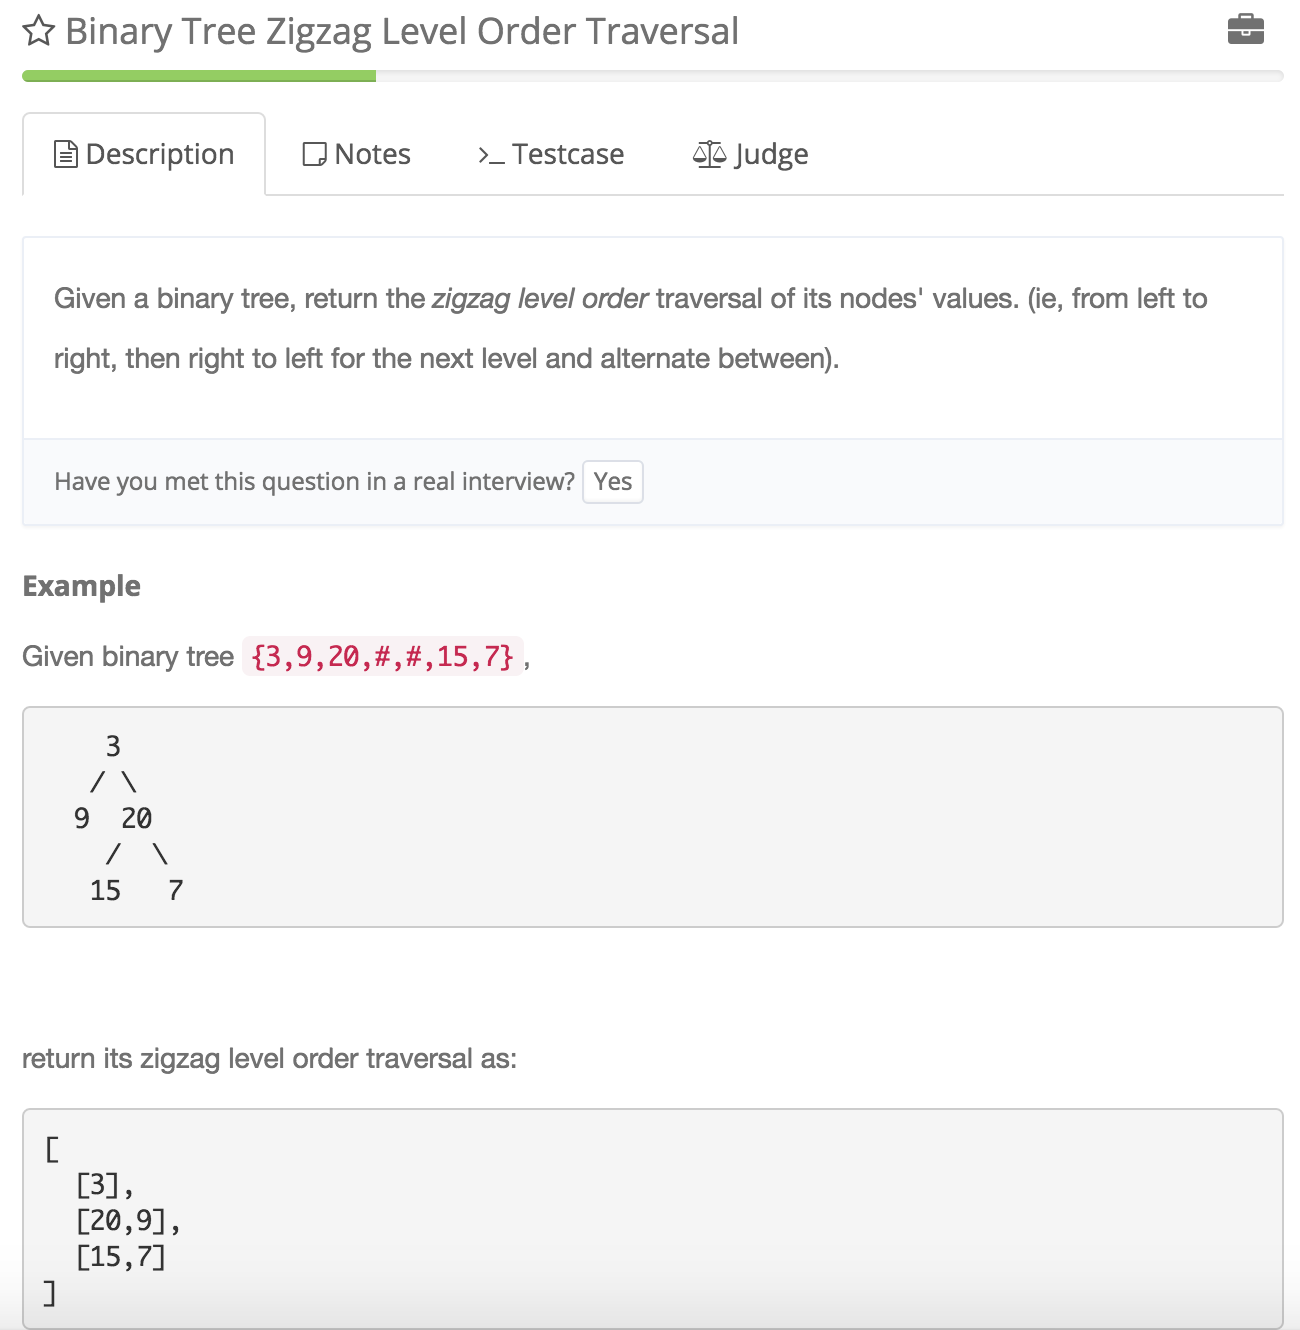 Binary Tree Zigzag Level Order Traversal
Description Notes >_ Testcase Judge
Given a binary tree, return the zigzag level order traversal of its nodes' values. (ie, from left to
right, then right to left for the next level and alternate between).
Have you met this question in a real interview? Yes
Example
Given binary tree {3,9,20,#,#,15,7},
    3
   / \
  9  20
    /  \
   15   7
return its zigzag level order traversal as:
[
  [3],
  [20,9],
  [15,7]
]